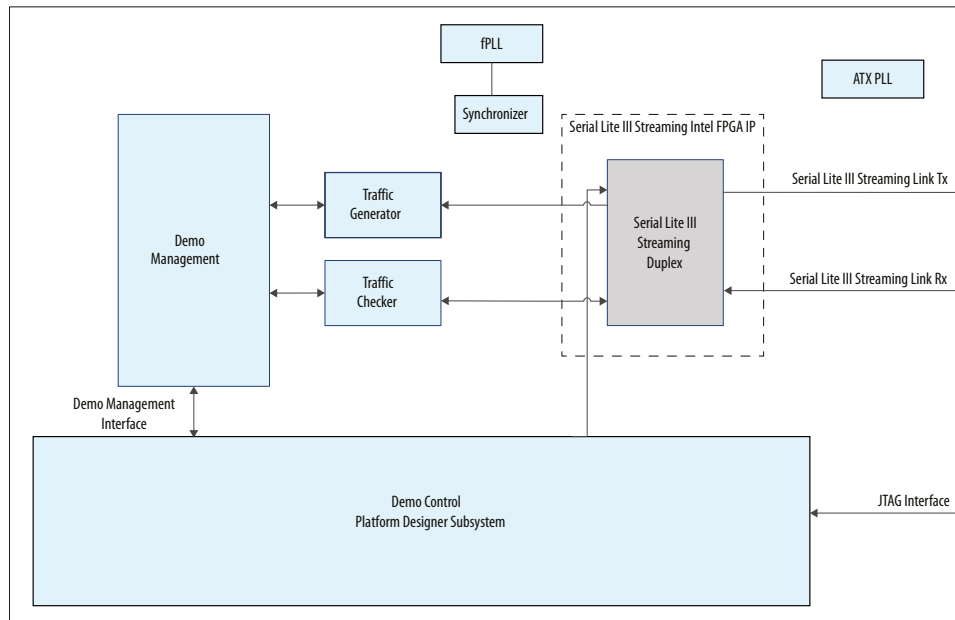 fPLL
ATX PLL
Synchronizer
Serial Lite III Streaming Intel FPGA IP
Serial Lite III Streaming Link Tx
Traffic
Generator
Serial Lite III
Streaming
Duplex
Demo
Management
Traffic
Checker
Serial Lite III Streaming Link Rx
Demo Management
Interface
Demo Control
Platform Designer Subsystem
JTAG Interface